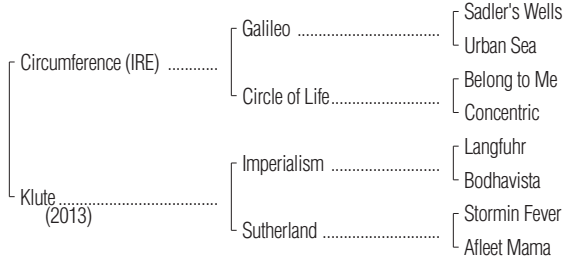 Sadler's Wells
Galileo ..........................................
Urban Sea
Circumference (IRE) ............
Belong to Me
Circle of Life................................
Concentric
Langfuhr
Imperialism ................................
Bodhavista
Klute..............................................
(2013)
Stormin Fever
Sutherland ..................................
Afleet Mama